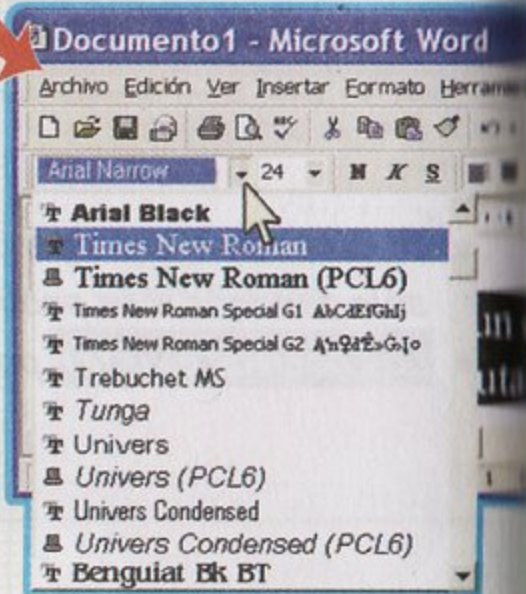 Documento1 - Microsoft Word
Archivo Edición Ver Insertar Formato
Arial Narrow 24 N K S
Arial Black
Times New Roman
Times New Roman (PCL6)
Times New Roman Special G1 AbCdEfGhIj
Times New Roman Special G2
Trebuchet MS
Tunga
Univers
Univers (PCL6)
Univers Condensed
Univers Condensed (PCL6)
Benguiat Bk BT